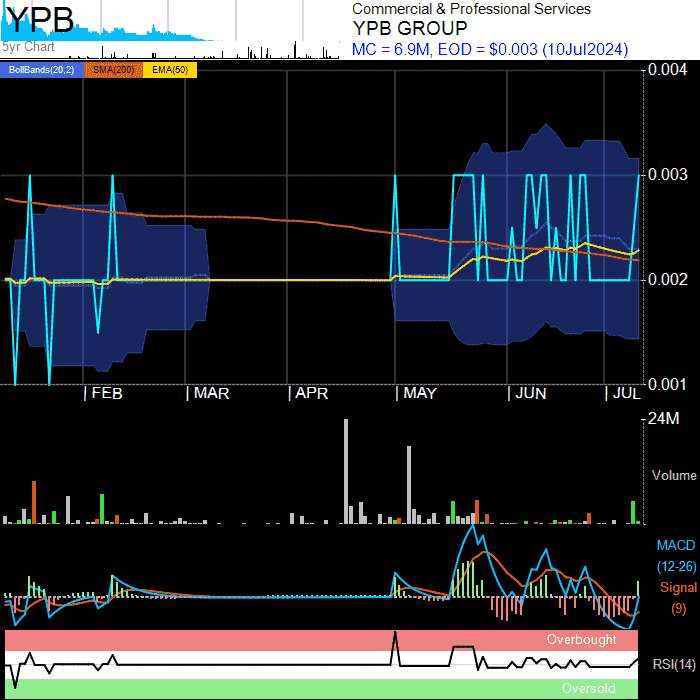 YPB
5yr Chart
Commercial & Professional Services
YPB GROUP
MC = 6.9M, EOD = $0.003 (10Jul2024)
BollBands(20,2) SMA(200) EMA(50)
0.004
0.003
0.002
0.001
FEB MAR APR MAY JUN JUL
24M
Volume
MACD
(12-26)
Signal
(9)
Overbought
RSI(14)
Oversold